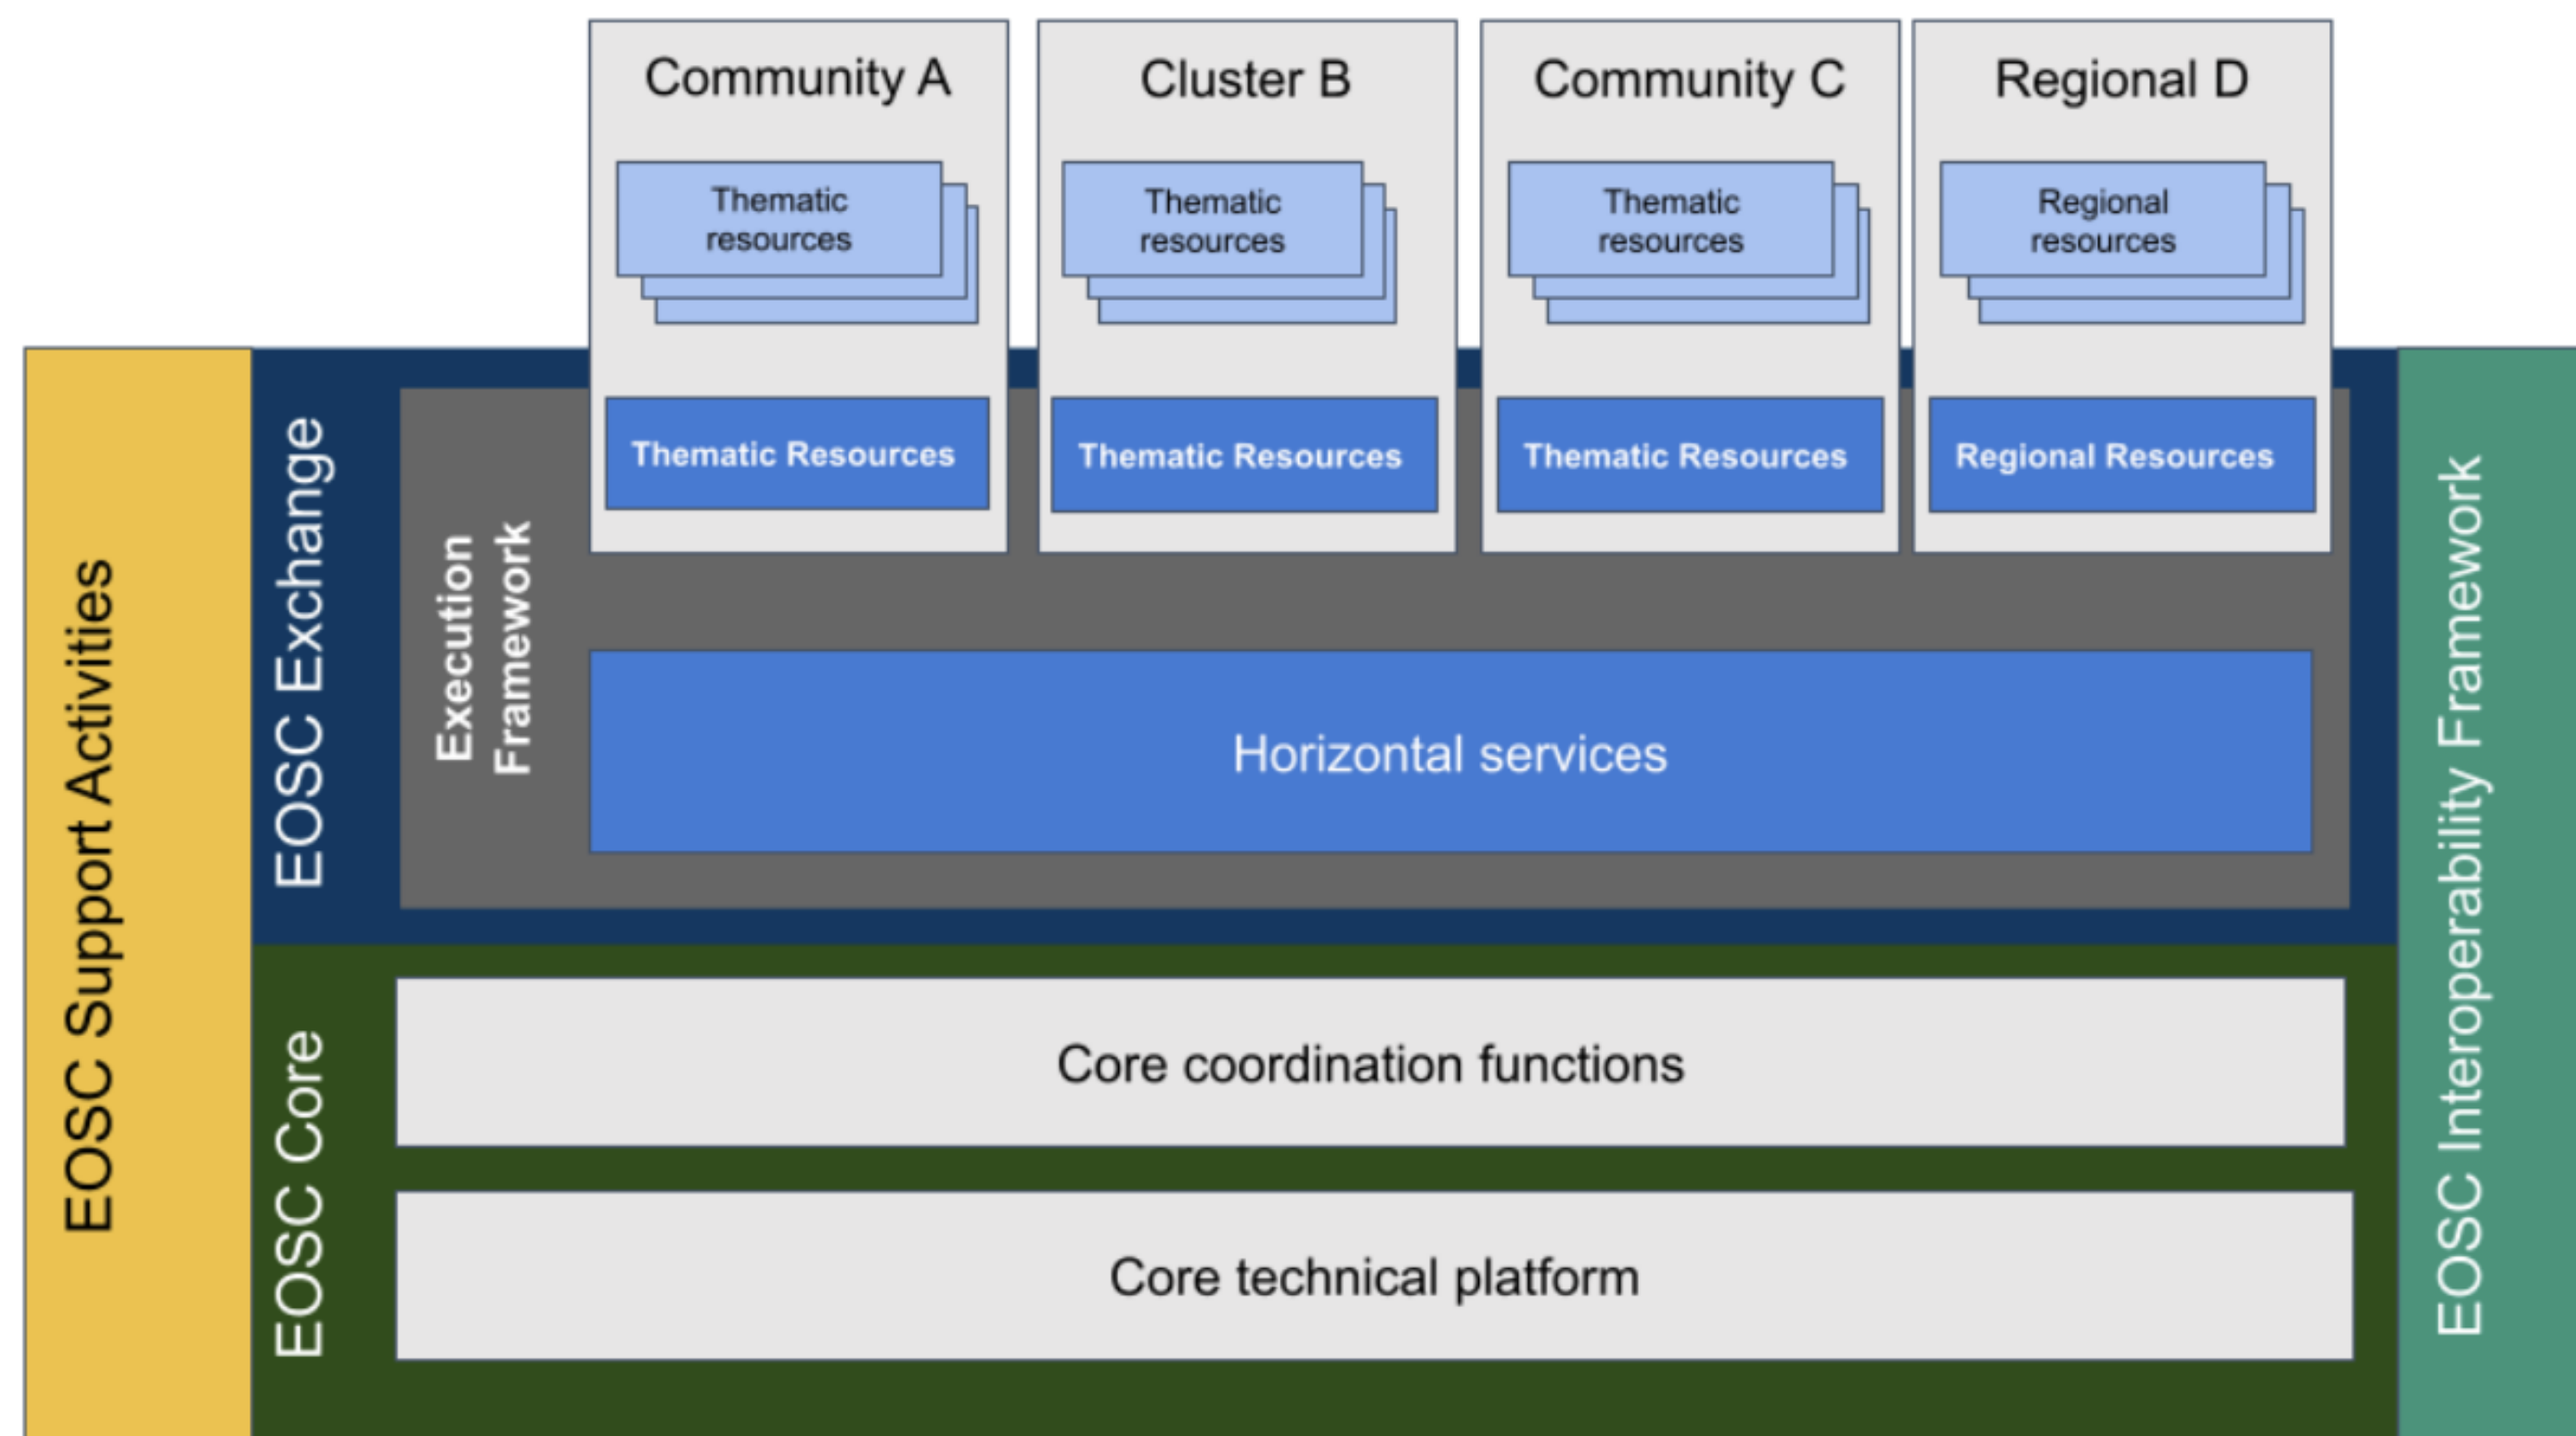 Community A
Cluster B
Community C
Regional D
Thematic
resources
Thematic
resources
Thematic
resources
Regional
resources
Thematic Resources
Thematic Resources
Thematic Resources
Regional Resources
EOSC Support Activities
EOSC Exchange
Execution
Framework
Horizontal services
EOSC Core
Core coordination functions
Core technical platform
EOSC Interoperability Framework